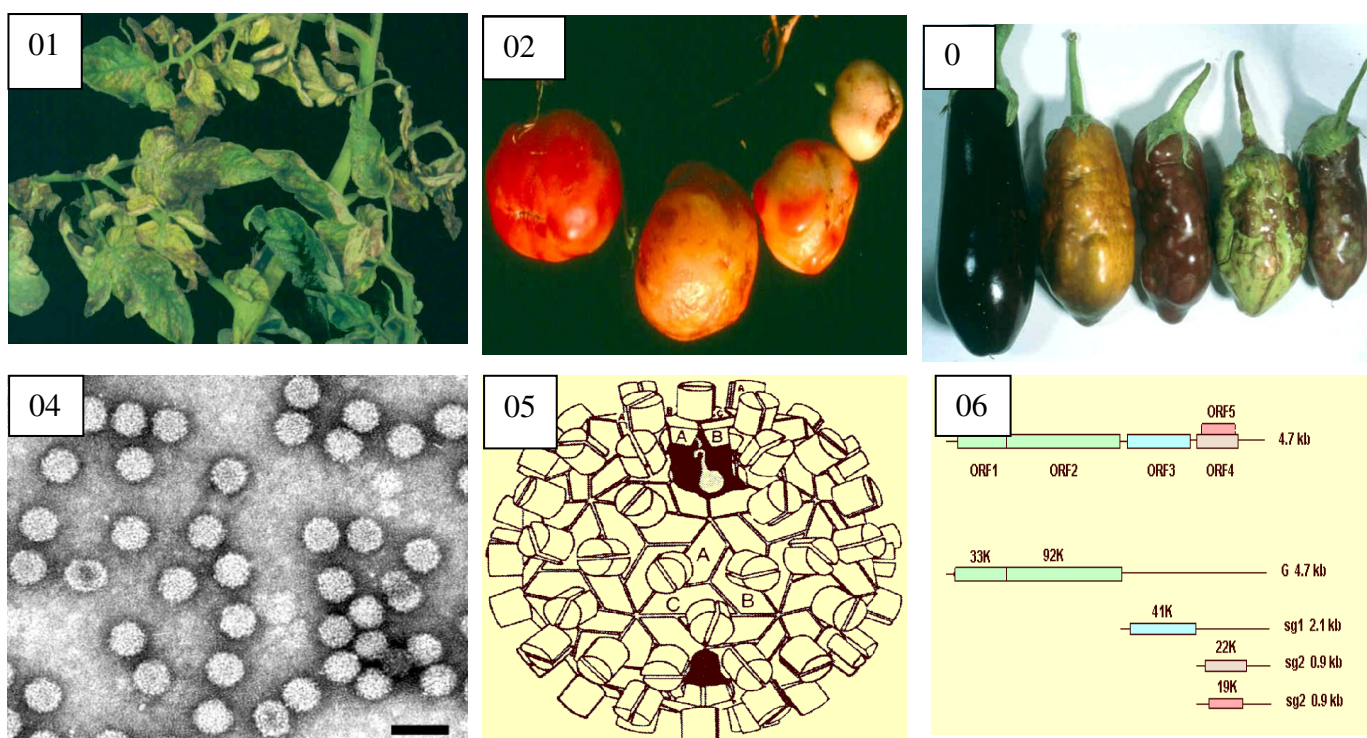 01
02
0
04
05
A
B
C
A
B
A
C
B
06
ORF5
4.7 kb
ORF1 ORF2 ORF3 ORF4
33K 92K
G 4.7 kb
41K
sg1 2.1 kb
22K
sg2 0.9 kb
19K
sg2 0.9 kb